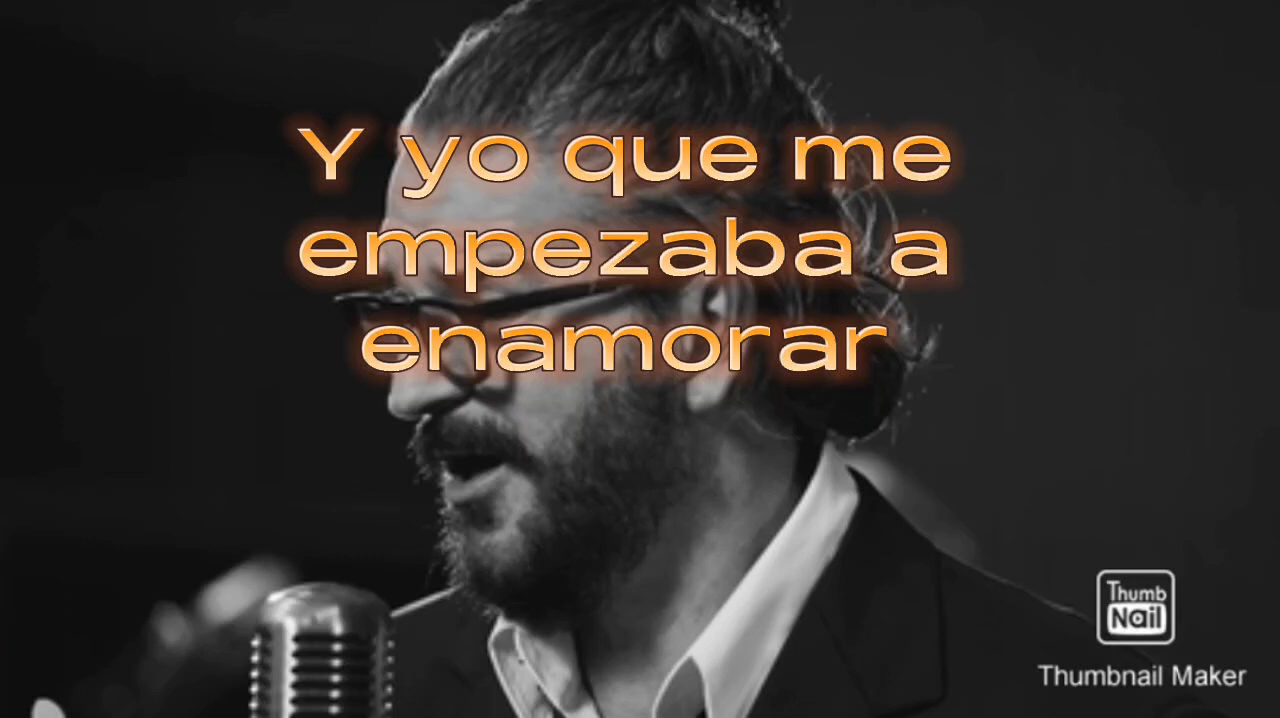 Y yo que me
empezaba a
enamorar
Thumb
Nail
Thumbnail Maker